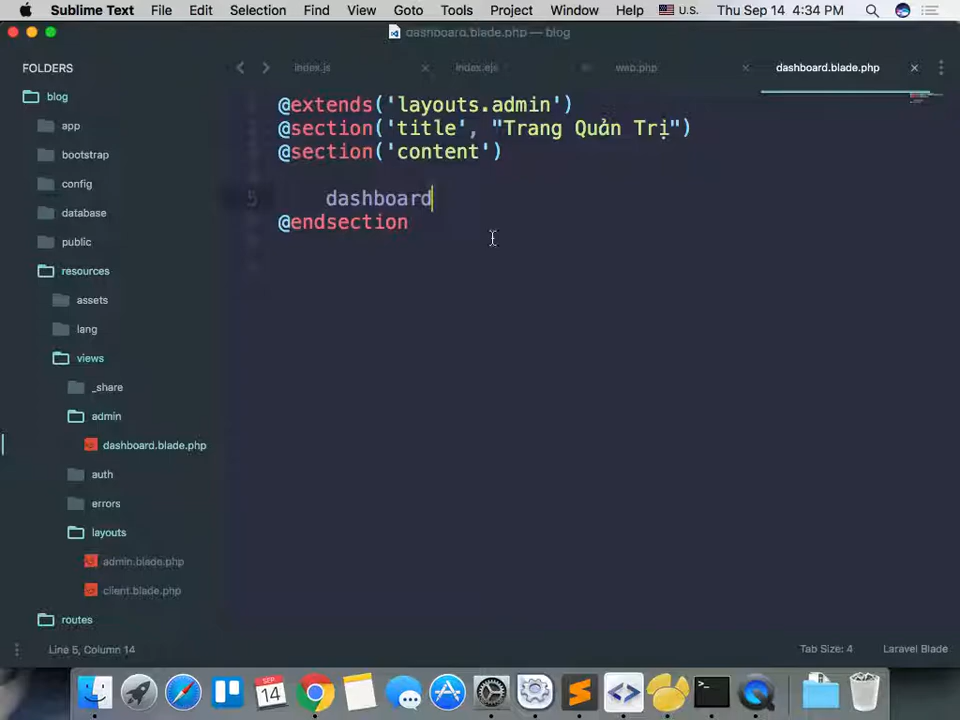 Sublime Text File Edit Selection Find View Goto Tools Project Window Help U.S. Thu Sep 14 4:34 PM
dashboard.blade.php — blog
FOLDERS
index.js
index.ejs
web.php
dashboard.blade.php
blog
app
bootstrap
config
database
public
resources
assets
lang
views
_share
admin
dashboard.blade.php
auth
errors
layouts
admin.blade.php
client.blade.php
routes
@extends('layouts.admin')
@section('title', "Trang Quản Trị")
@section('content')
5 dashboard
@endsection
Line 5, Column 14
Tab Size: 4
Laravel Blade
SEP
14